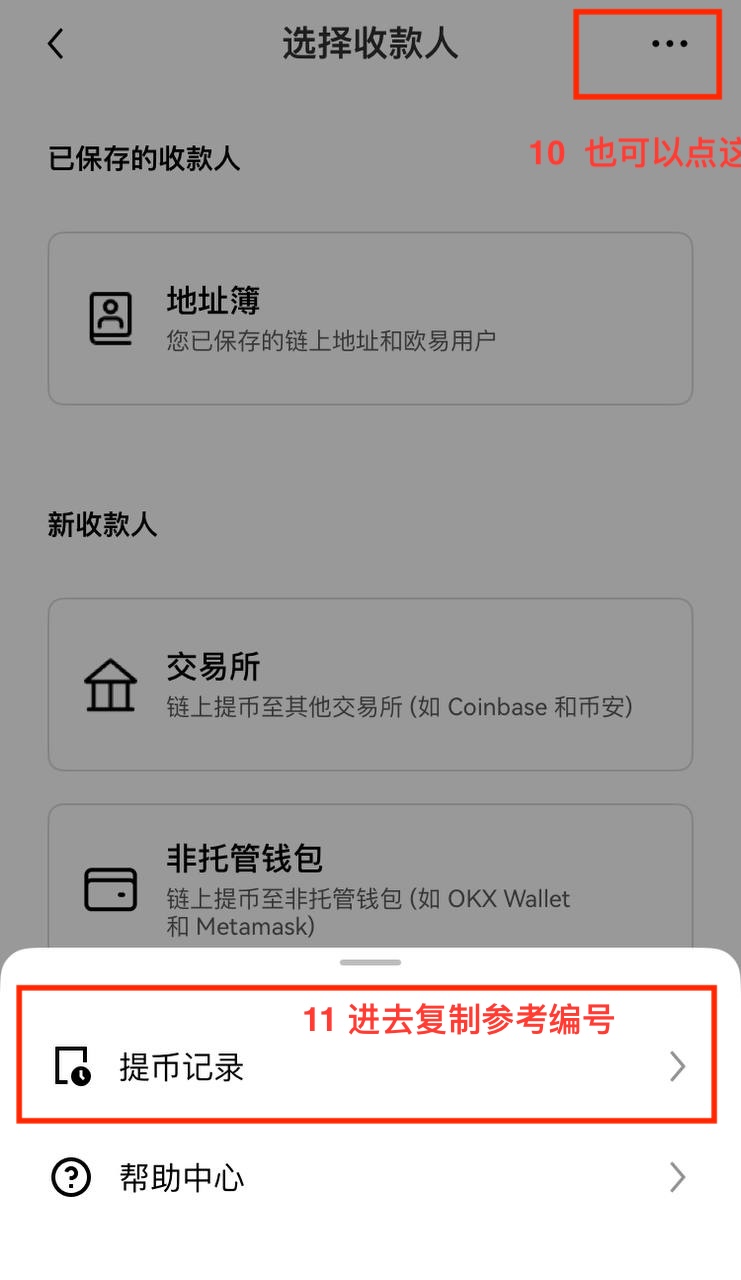 选择收款人
已保存的收款人
10 也可以点这
地址簿
您已保存的链上地址和欧易用户
新收款人
交易所
链上提币至其他交易所 (如 Coinbase 和币安)
非托管钱包
链上提币至非托管钱包 (如 OKX Wallet
和 Metamask)
11 进去复制参考编号
提币记录
帮助中心